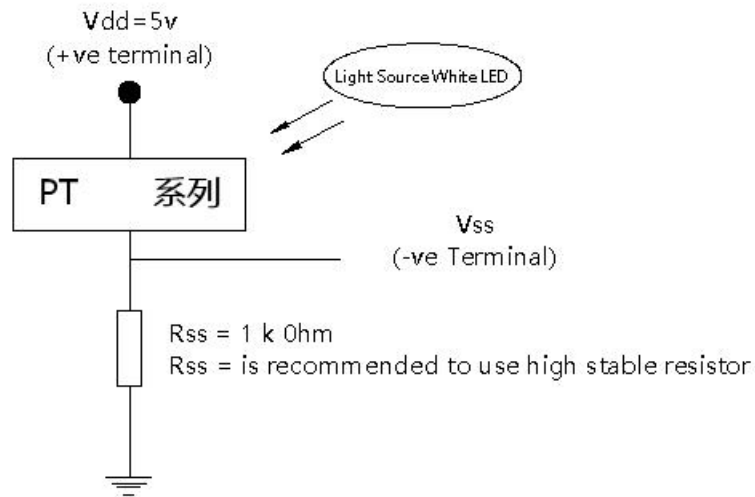 Vdd=5v
(+ve terminal)
Light Source White LED
PT 系列
Vss
(-ve Terminal)
Rss = 1 k Ohm
Rss = is recommended to use high stable resistor